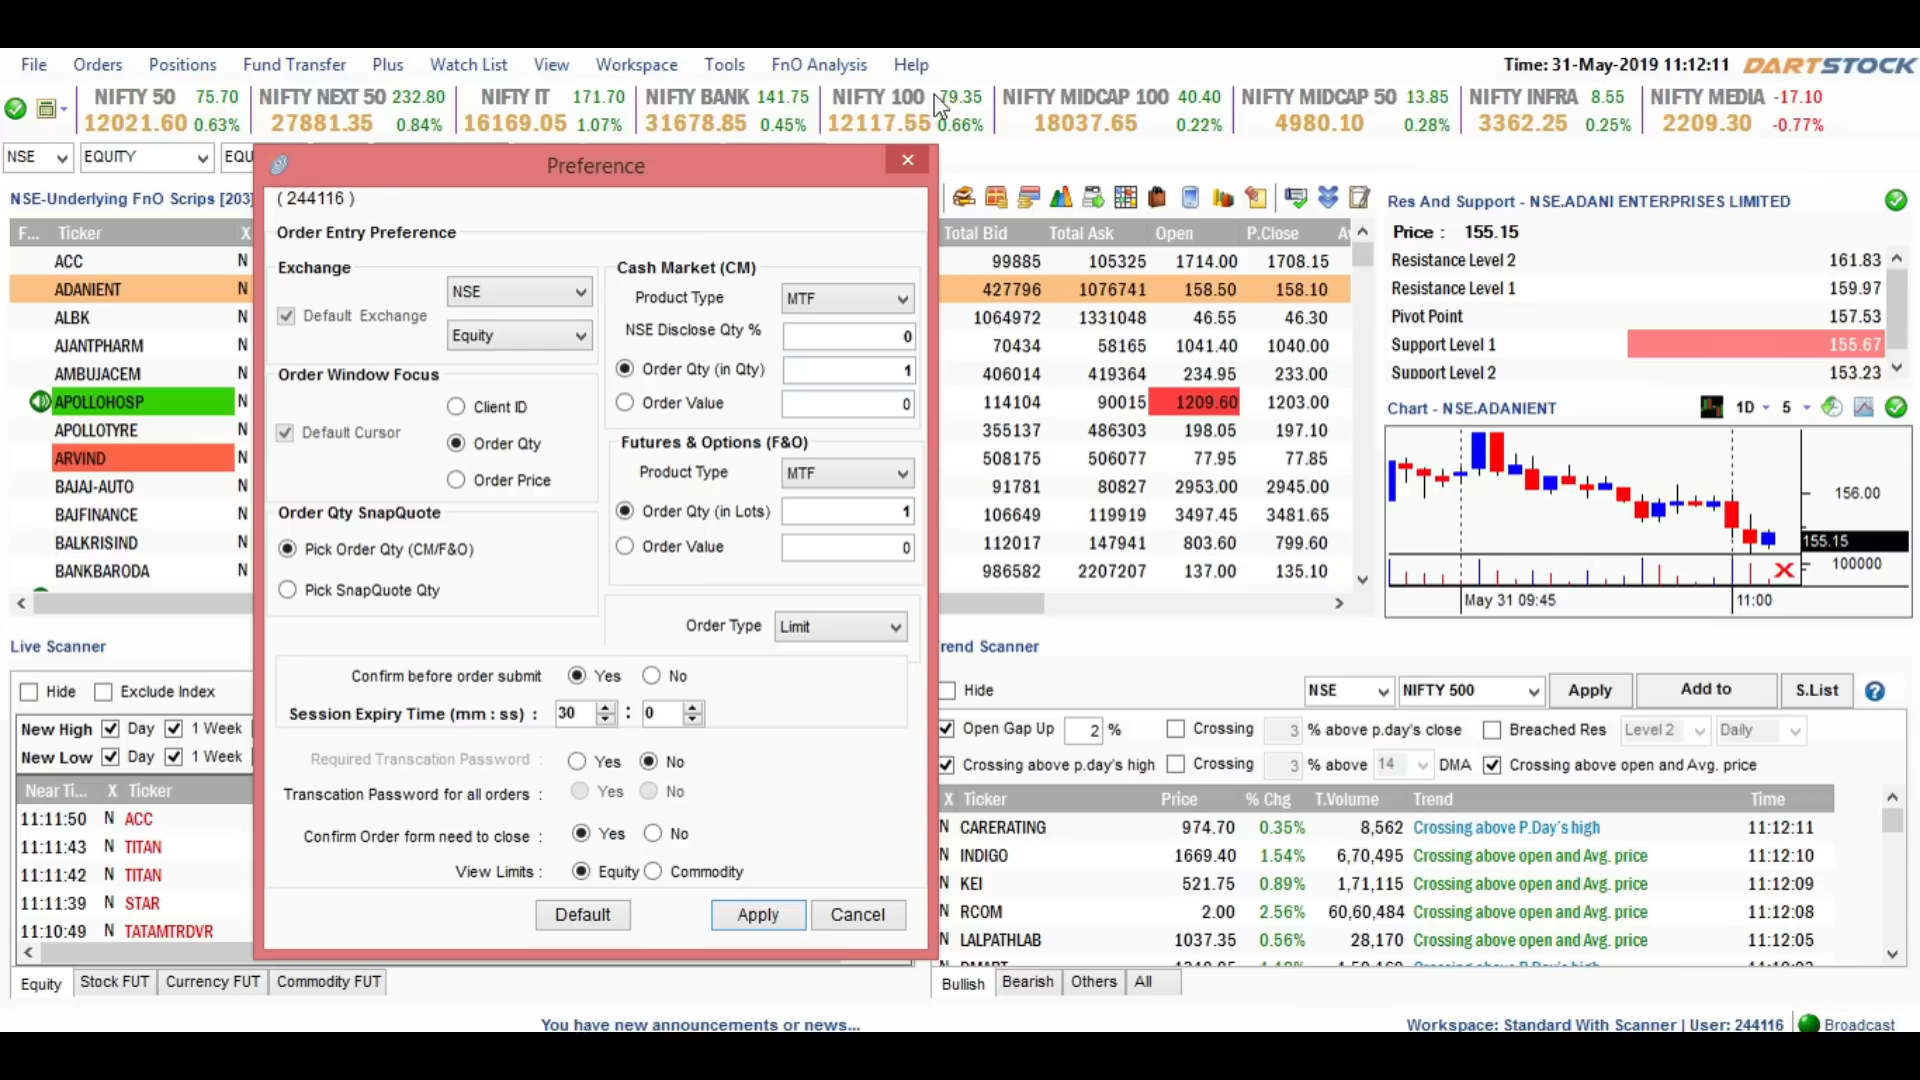 File Orders Positions Fund Transfer Plus Watch List View Workspace Tools FnO Analysis Help
Time: 31-May-2019 11:12:11 DARTSTOCK
NIFTY 50 75.70 NIFTY NEXT 50 232.80 NIFTY IT 171.70 NIFTY BANK 141.75 NIFTY 100 79.35 NIFTY MIDCAP 100 40.40 NIFTY MIDCAP 50 13.85 NIFTY INFRA 8.55 NIFTY MEDIA -17.10
12021.60 0.63% 27881.35 0.84% 16169.05 1.07% 31678.85 0.45% 12117.55 0.66% 18037.65 0.22% 4980.10 0.28% 3362.25 0.25% 2209.30 -0.77%
NSE EQUITY EQU
NSE-Underlying FnO Scrips [203]
F... Ticker X
ACC N
ADANIENT N
ALBK N
AJANTPHARM N
AMBUJACEM N
APOLLOHOSP N
APOLLOTYRE N
ARVIND N
BAJAJ-AUTO N
BAJFINANCE N
BALKRISIND N
BANKBARODA N
Preference
( 244116 )
Order Entry Preference
Exchange
Default Exchange
NSE
Equity
Order Window Focus
Default Cursor
Client ID
Order Qty
Order Price
Order Qty SnapQuote
Pick Order Qty (CM/F&O)
Pick SnapQuote Qty
Cash Market (CM)
Product Type MTF
NSE Disclose Qty % 0
Order Qty (in Qty) 1
Order Value 0
Futures & Options (F&O)
Product Type MTF
Order Qty (in Lots) 1
Order Value 0
Order Type Limit
Confirm before order submit Yes No
Session Expiry Time (mm : ss) : 30 : 0
Required Transcation Password : Yes No
Transcation Password for all orders : Yes No
Confirm Order form need to close : Yes No
View Limits : Equity Commodity
Default Apply Cancel
Total Bid Total Ask Open P.Close
99885 105325 1714.00 1708.15
427796 1076741 158.50 158.10
1064972 1331048 46.55 46.30
70434 58165 1041.40 1040.00
406014 419364 234.95 233.00
114104 90015 1209.60 1203.00
355137 486303 198.05 197.10
508175 506077 77.95 77.85
91781 80827 2953.00 2945.00
106649 119919 3497.45 3481.65
112017 147941 803.60 799.60
986582 2207207 137.00 135.10
Res And Support - NSE.ADANI ENTERPRISES LIMITED
Price : 155.15
Resistance Level 2 161.83
Resistance Level 1 159.97
Pivot Point 157.53
Support Level 1 155.67
Support Level 2 153.23
Chart - NSE.ADANIENT 1D 5
156.00
155.15
100000
May 31 09:45 11:00
Live Scanner
Hide Exclude Index
New High Day 1 Week
New Low Day 1 Week
Near Ti... X Ticker
11:11:50 N ACC
11:11:43 N TITAN
11:11:42 N TITAN
11:11:39 N STAR
11:10:49 N TATAMTRDVR
Equity Stock FUT Currency FUT Commodity FUT
rend Scanner
Hide NSE NIFTY 500 Apply Add to S.List
Open Gap Up 2 % Crossing 3 % above p.day's close Breached Res Level 2 Daily
Crossing above p.day's high Crossing 3 % above 14 DMA Crossing above open and Avg. price
X Ticker Price % Chg T.Volume Trend Time
N CARERATING 974.70 0.35% 8,562 Crossing above P.Day's high 11:12:11
N INDIGO 1669.40 1.54% 6,70,495 Crossing above open and Avg. price 11:12:10
N KEI 521.75 0.89% 1,71,115 Crossing above open and Avg. price 11:12:09
N RCOM 2.00 2.56% 60,60,484 Crossing above open and Avg. price 11:12:08
N LALPATHLAB 1037.35 0.56% 28,170 Crossing above open and Avg. price 11:12:05
Bullish Bearish Others All
You have new announcements or news...
Workspace: Standard With Scanner | User: 244116 Broadcast